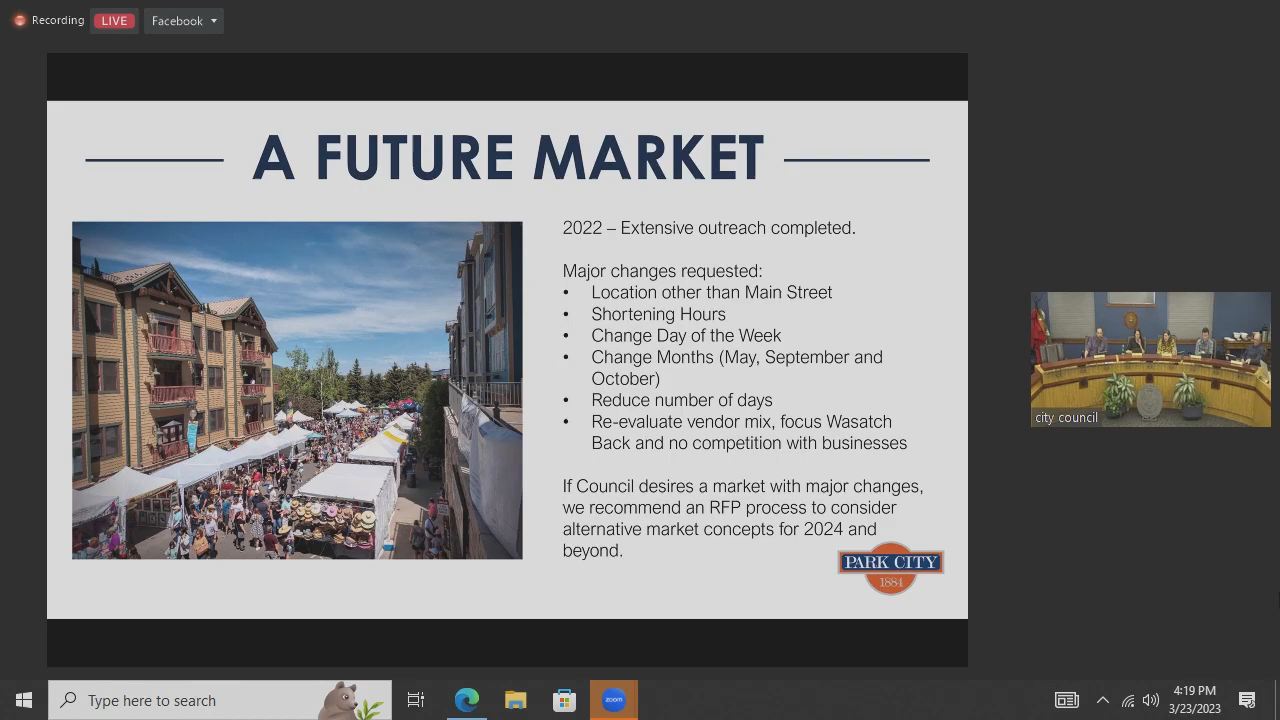 Recording
LIVE
Facebook
A FUTURE MARKET
2022 – Extensive outreach completed.
Major changes requested:
• Location other than Main Street
• Shortening Hours
• Change Day of the Week
• Change Months (May, September and
October)
• Reduce number of days
• Re-evaluate vendor mix, focus Wasatch
Back and no competition with businesses
If Council desires a market with major changes,
we recommend an RFP process to consider
alternative market concepts for 2024 and
beyond.
PARK CITY
1884
city council
Type here to search
zoom
4:19 PM
3/23/2023